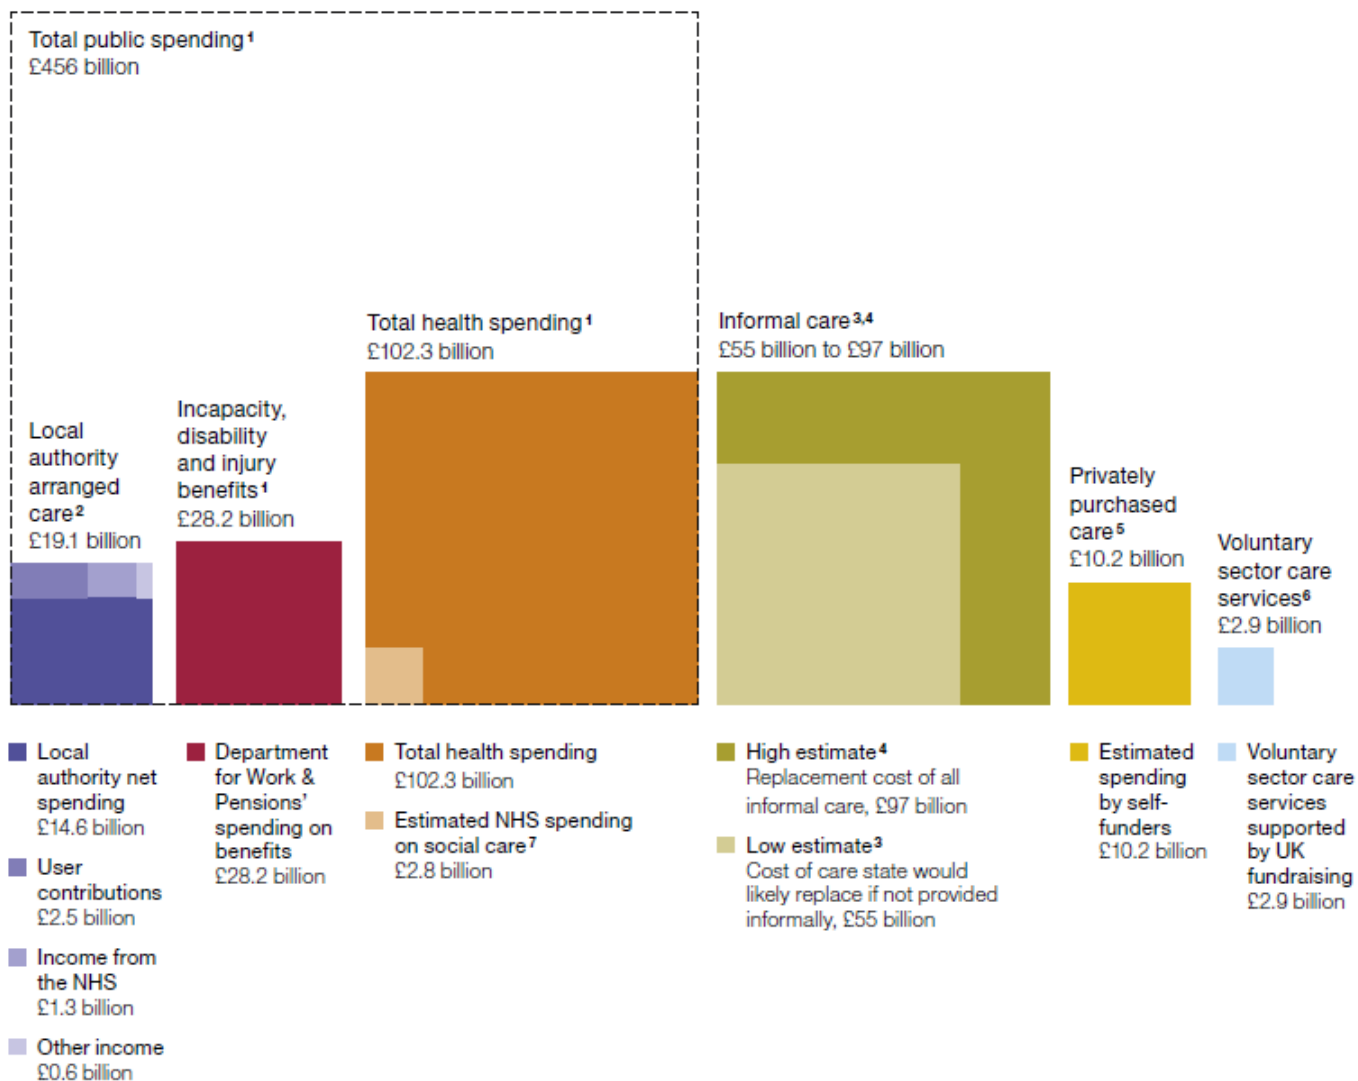 Total public spending¹
£456 billion
Total health spending¹
£102.3 billion
Informal care³,⁴
£55 billion to £97 billion
Local
authority
arranged
care²
£19.1 billion
Incapacity,
disability
and injury
benefits¹
£28.2 billion
Privately
purchased
care⁵
£10.2 billion
Voluntary
sector care
services⁶
£2.9 billion
Local
authority net
spending
£14.6 billion
User
contributions
£2.5 billion
Income from
the NHS
£1.3 billion
Other income
£0.6 billion
Department
for Work &
Pensions’
spending on
benefits
£28.2 billion
Total health spending
£102.3 billion
Estimated NHS spending
on social care⁷
£2.8 billion
High estimate⁴
Replacement cost of all
informal care, £97 billion
Low estimate³
Cost of care state would
likely replace if not provided
informally, £55 billion
Estimated
spending
by self-
funders
£10.2 billion
Voluntary
sector care
services
supported
by UK
fundraising
£2.9 billion